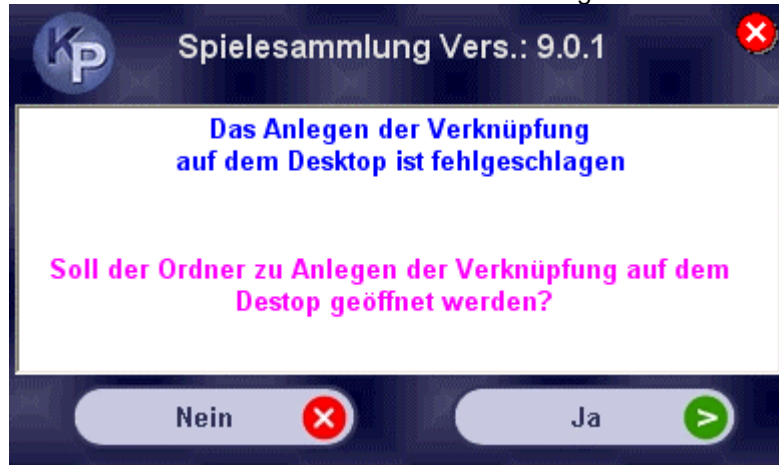 KP
Spielesammlung Vers.: 9.0.1
Das Anlegen der Verknüpfung
auf dem Desktop ist fehlgeschlagen
Soll der Ordner zu Anlegen der Verknüpfung auf dem
Destop geöffnet werden?
Nein
Ja